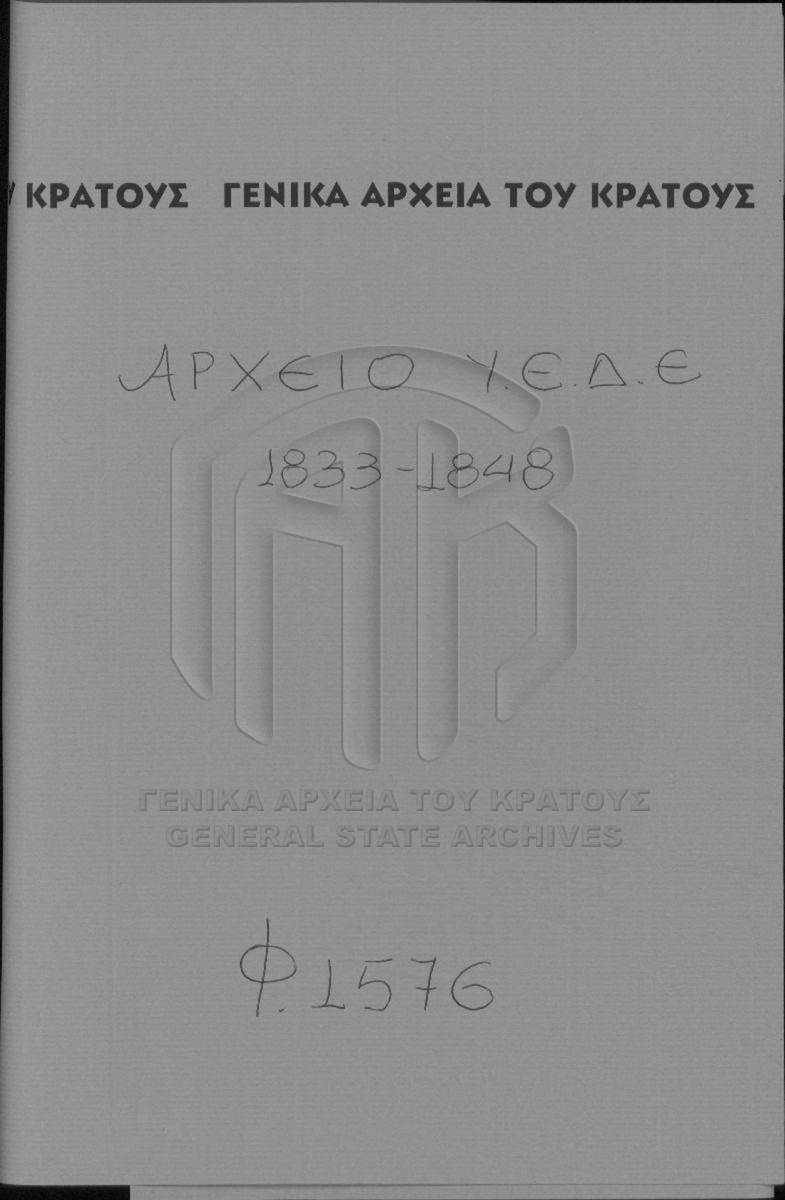 ΚΡΑΤΟΥΣ ΓΕΝΙΚΑ ΑΡΧΕΙΑ ΤΟΥ ΚΡΑΤΟΥΣ
ΑΡΧΕΙΟ Υ.Ε.Δ.Ε
1833-1848
ΓΕΝΙΚΑ ΑΡΧΕΙΑ ΤΟΥ ΚΡΑΤΟΥΣ
GENERAL STATE ARCHIVES
Φ.1576